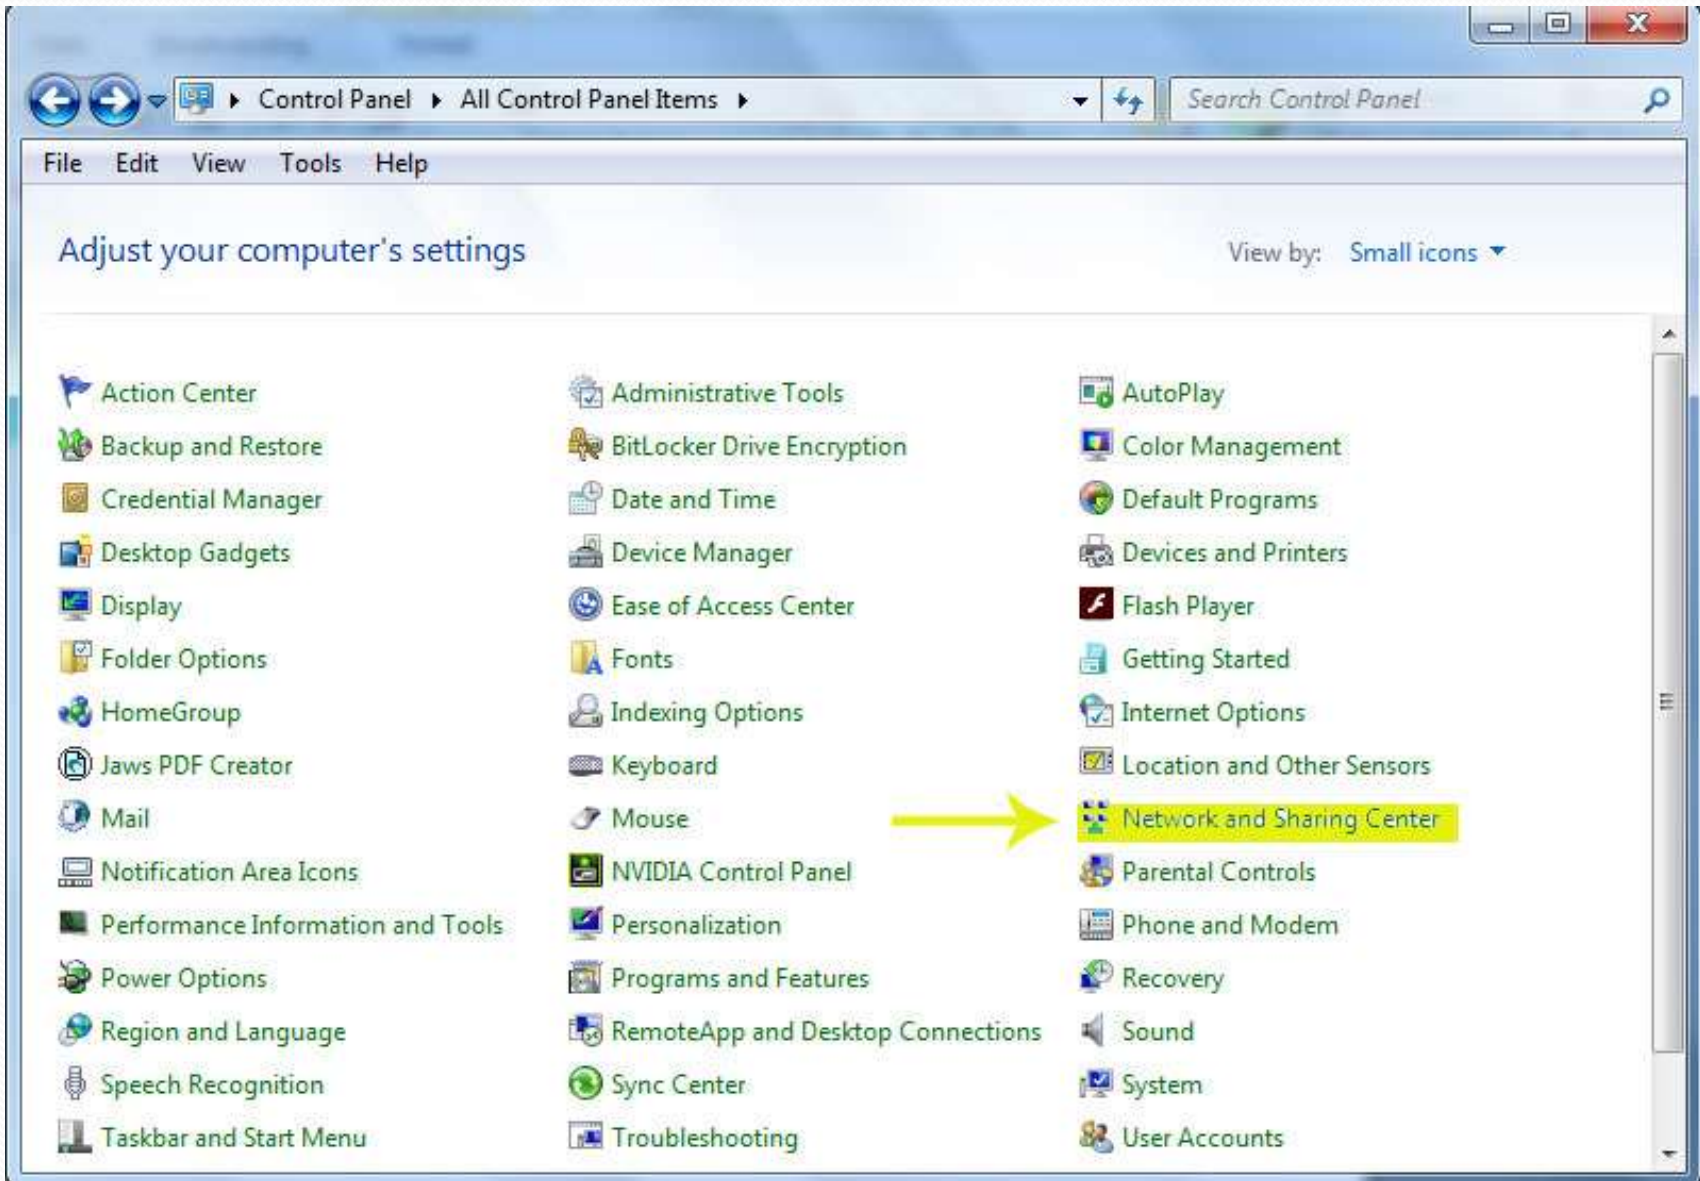 Control Panel All Control Panel Items Search Control Panel
File Edit View Tools Help
Adjust your computer's settings View by: Small icons
Action Center Administrative Tools AutoPlay
Backup and Restore BitLocker Drive Encryption Color Management
Credential Manager Date and Time Default Programs
Desktop Gadgets Device Manager Devices and Printers
Display Ease of Access Center Flash Player
Folder Options Fonts Getting Started
HomeGroup Indexing Options Internet Options
Jaws PDF Creator Keyboard Location and Other Sensors
Mail Mouse Network and Sharing Center
Notification Area Icons NVIDIA Control Panel Parental Controls
Performance Information and Tools Personalization Phone and Modem
Power Options Programs and Features Recovery
Region and Language RemoteApp and Desktop Connections Sound
Speech Recognition Sync Center System
Taskbar and Start Menu Troubleshooting User Accounts